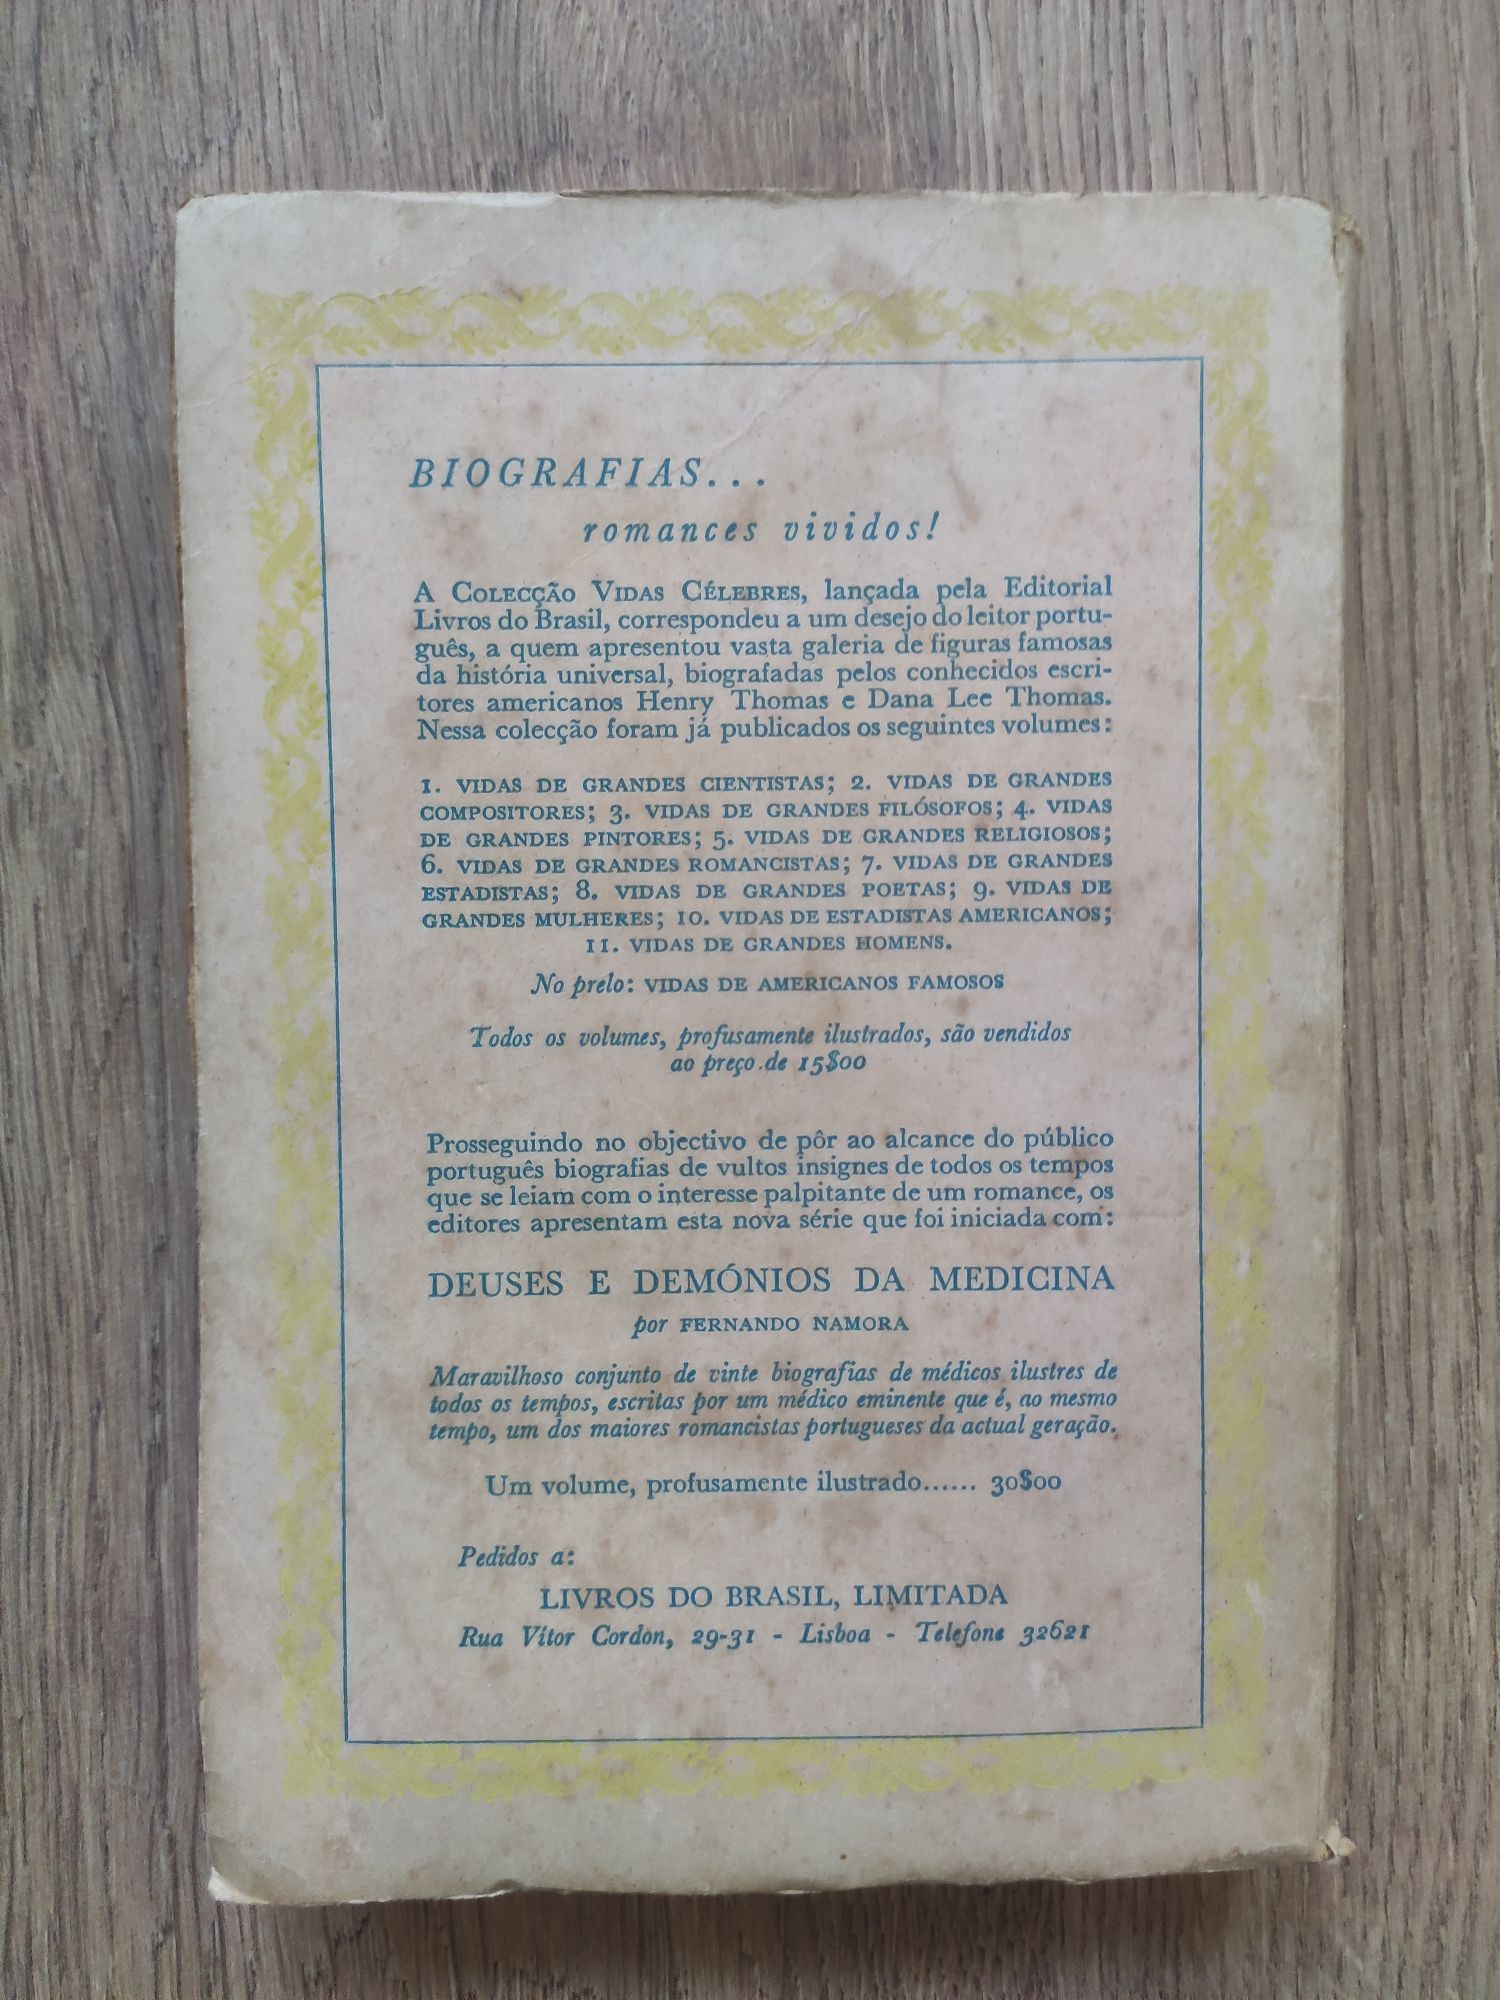 BIOGRAFIAS...
romances vividos!
A COLECÇÃO VIDAS CÉLEBRES, lançada pela Editorial
Livros do Brasil, correspondeu a um desejo do leitor portu-
guês, a quem apresentou vasta galeria de figuras famosas
da história universal, biografadas pelos conhecidos escri-
tores americanos Henry Thomas e Dana Lee Thomas.
Nessa colecção foram já publicados os seguintes volumes:
1. VIDAS DE GRANDES CIENTISTAS; 2. VIDAS DE GRANDES
COMPOSITORES; 3. VIDAS DE GRANDES FILÓSOFOS; 4. VIDAS
DE GRANDES PINTORES; 5. VIDAS DE GRANDES RELIGIOSOS;
6. VIDAS DE GRANDES ROMANCISTAS; 7. VIDAS DE GRANDES
ESTADISTAS; 8. VIDAS DE GRANDES POETAS; 9. VIDAS DE
GRANDES MULHERES; 10. VIDAS DE ESTADISTAS AMERICANOS;
11. VIDAS DE GRANDES HOMENS.
No prelo: VIDAS DE AMERICANOS FAMOSOS
Todos os volumes, profusamente ilustrados, são vendidos
ao preço de 15$00
Prosseguindo no objectivo de pôr ao alcance do público
português biografias de vultos insignes de todos os tempos
que se leiam com o interesse palpitante de um romance, os
editores apresentam esta nova série que foi iniciada com:
DEUSES E DEMÓNIOS DA MEDICINA
por FERNANDO NAMORA
Maravilhoso conjunto de vinte biografias de médicos ilustres de
todos os tempos, escritas por um médico eminente que é, ao mesmo
tempo, um dos maiores romancistas portugueses da actual geração.
Um volume, profusamente ilustrado...... 30$00
Pedidos a:
LIVROS DO BRASIL, LIMITADA
Rua Vítor Cordon, 29-31 - Lisboa - Telefone 32621